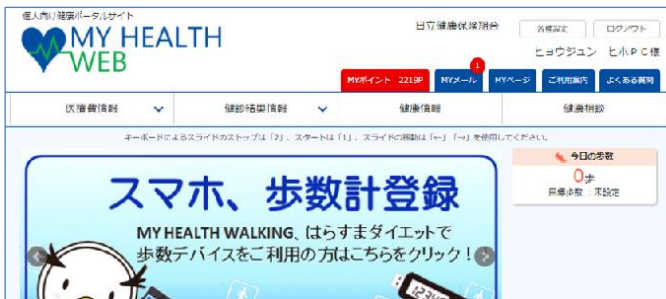 個人向け健康ポータルサイト
MY HEALTH
WEB
日立健康保険組合
各種設定
ログアウト
ヒョウジュン ヒホPC様
MYポイント 2219P
MYメール
1
MYページ
ご利用案内
よくある質問
医療費情報
健診結果情報
健康情報
健康相談
キーボードによるスライドのストップは「2」、スタートは「1」、スライドの移動は「←」「→」を使用してください。
今日の歩数
0歩
目標歩数：未設定
スマホ、歩数計登録
MY HEALTH WALKING、はらすまダイエットで
歩数デバイスをご利用の方はこちらをクリック！